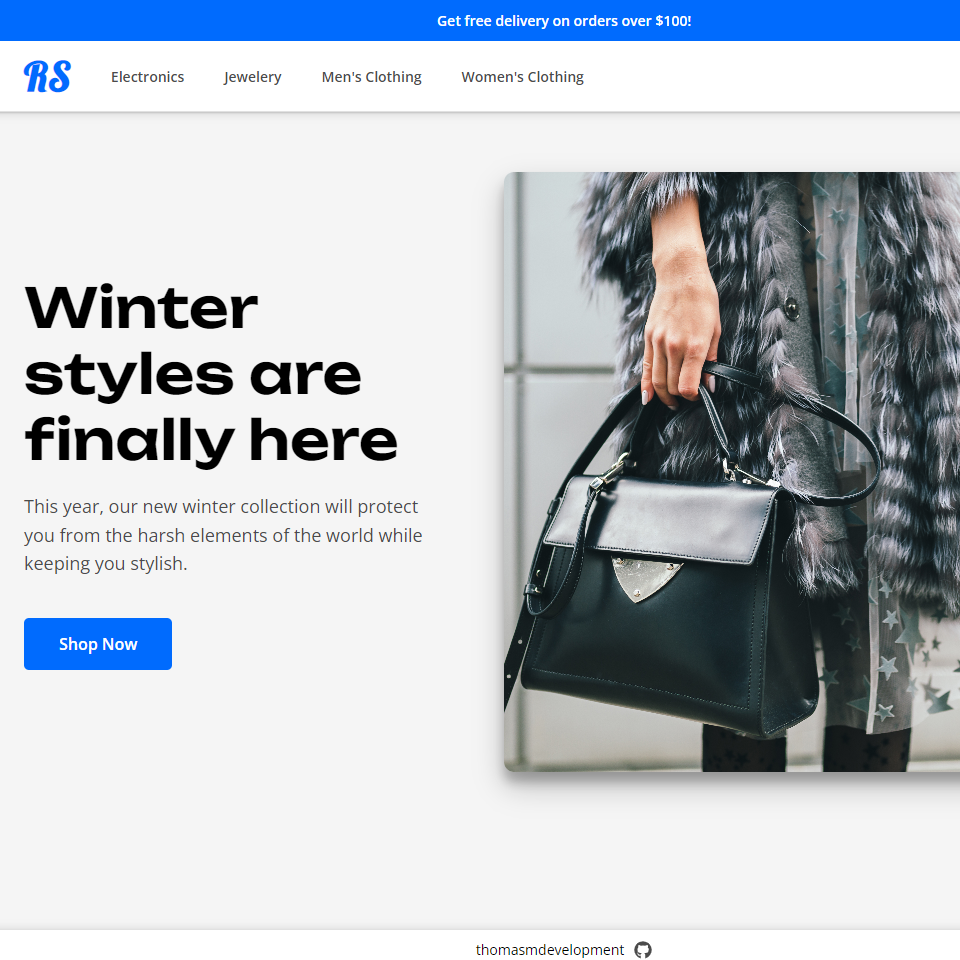 Get free delivery on orders over $100!
RS
Electronics
Jewelery
Men's Clothing
Women's Clothing
Winter
styles are
finally here
This year, our new winter collection will protect
you from the harsh elements of the world while
keeping you stylish.
Shop Now
thomasmdevelopment